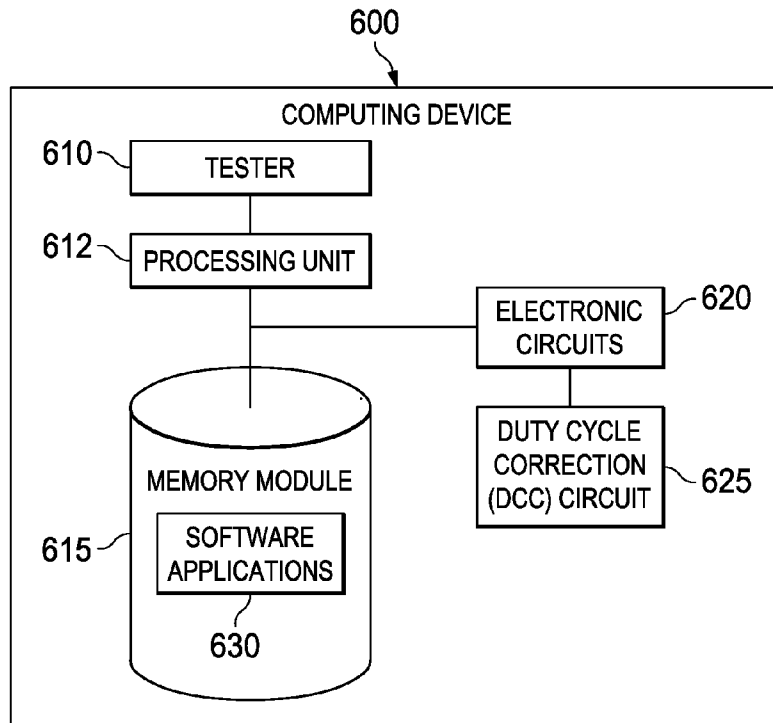 600
COMPUTING DEVICE
610
TESTER
612
PROCESSING UNIT
ELECTRONIC
CIRCUITS
620
DUTY CYCLE
CORRECTION
(DCC) CIRCUIT
625
MEMORY MODULE
615
SOFTWARE
APPLICATIONS
630